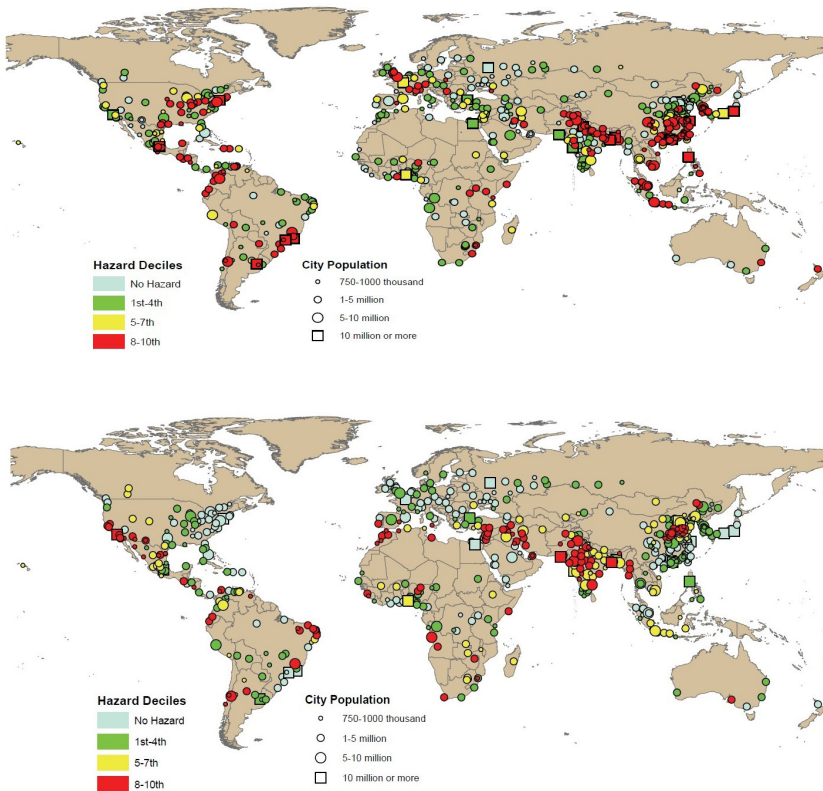 Hazard Deciles
No Hazard
1st-4th
5-7th
8-10th
City Population
750-1000 thousand
1-5 million
5-10 million
10 million or more
Hazard Deciles
No Hazard
1st-4th
5-7th
8-10th
City Population
750-1000 thousand
1-5 million
5-10 million
10 million or more